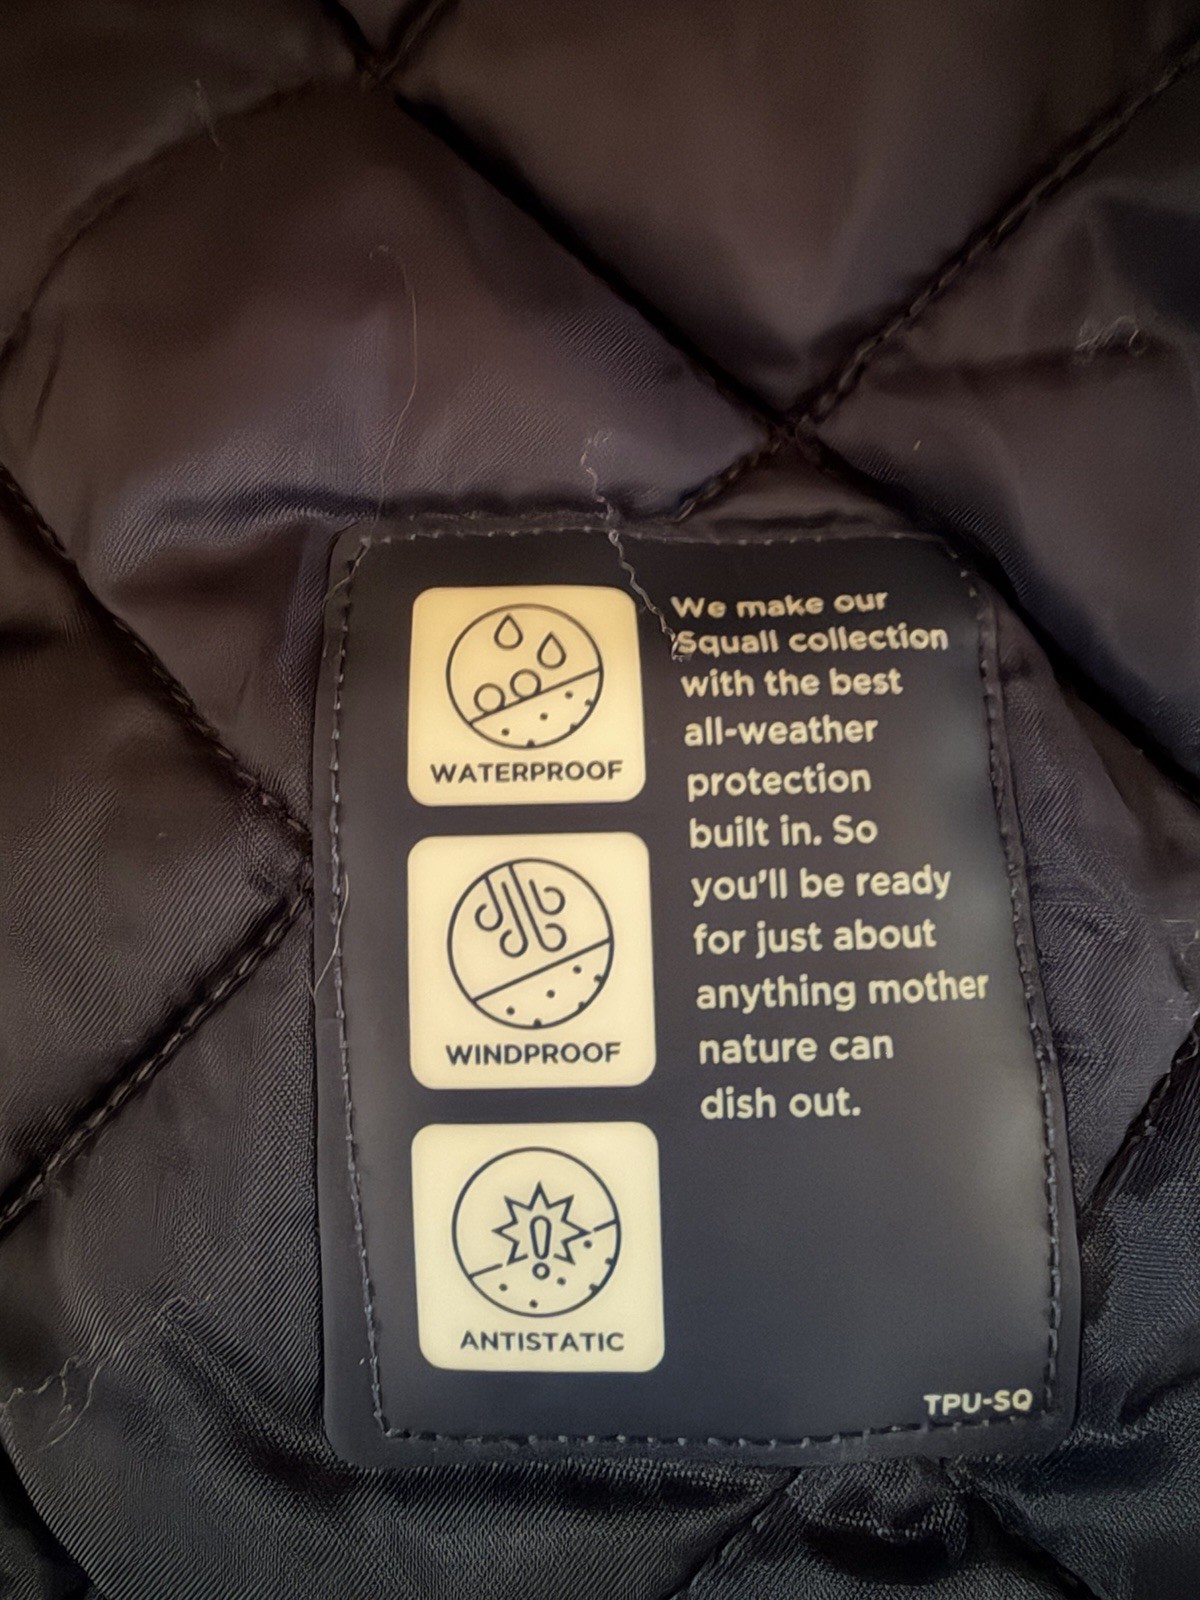 WATERPROOF
WINDPROOF
ANTISTATIC
We make our
Squall collection
with the best
all-weather
protection
built in. So
you'll be ready
for just about
anything mother
nature can
dish out.
TPU-SQ